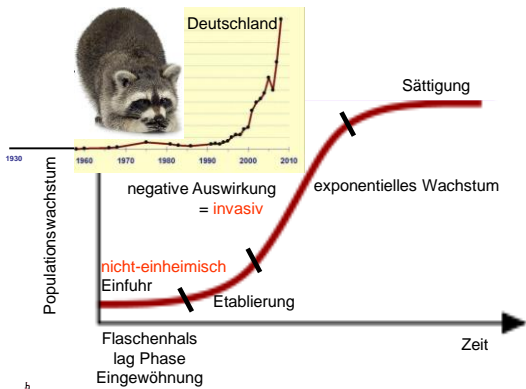 Deutschland
Sättigung
1930
1960
1970
1980
1990
2000
2010
Populationswachstum
negative Auswirkung
= invasiv
exponentielles Wachstum
nicht-einheimisch
Einfuhr
Etablierung
Flaschenhals
lag Phase
Eingewöhnung
Zeit
h